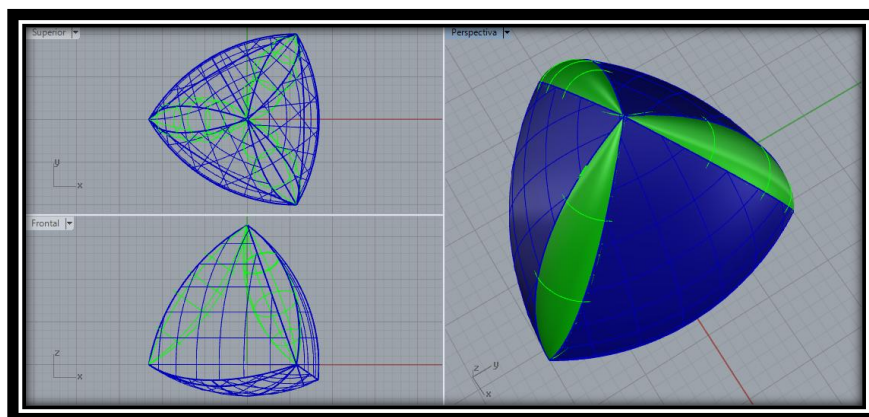 Superior
Perspectiva
y
x
Frontal
z
x
z
y
x